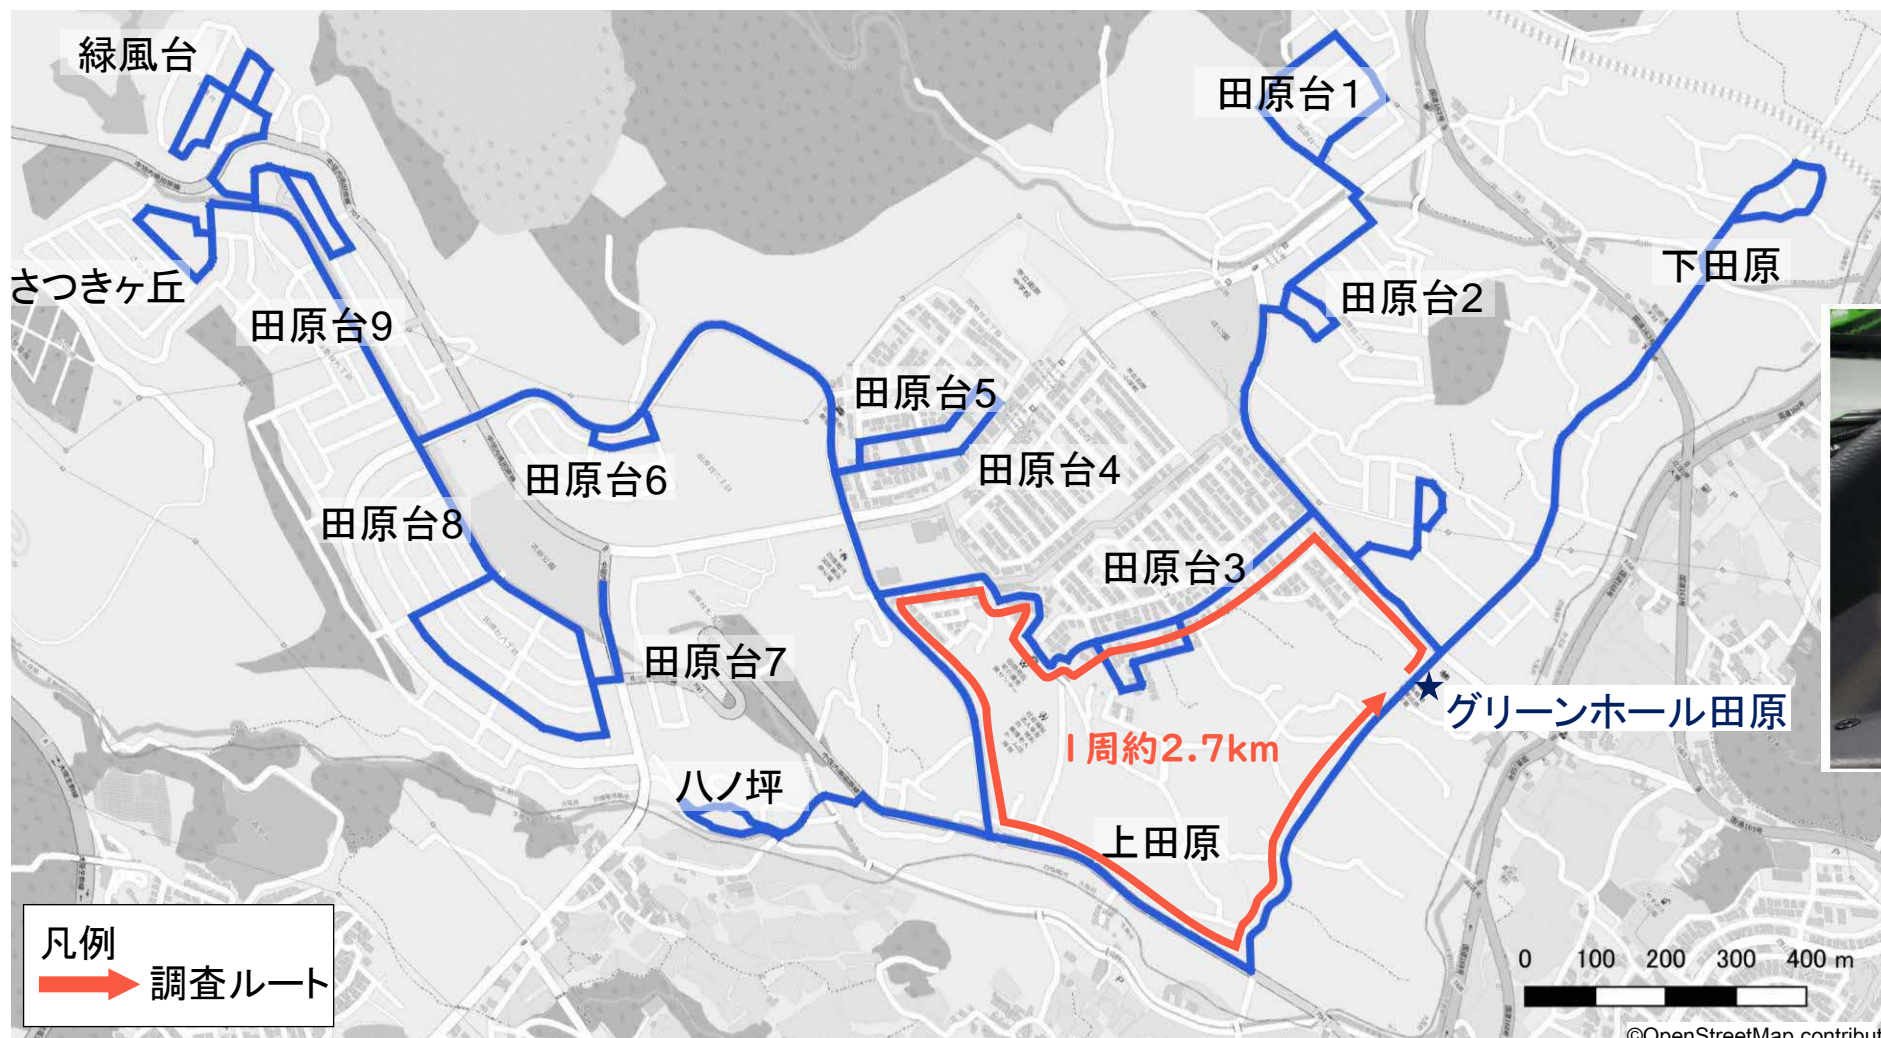 緑風台
田原台1
下田原
さつきヶ丘
田原台9
田原台2
田原台5
田原台4
田原台6
田原台8
田原台3
田原台7
グリーンホール田原
1周約2.7km
八ノ坪
上田原
凡例
調査ルート
0 100 200 300 400 m
©OpenStreetMap contribut